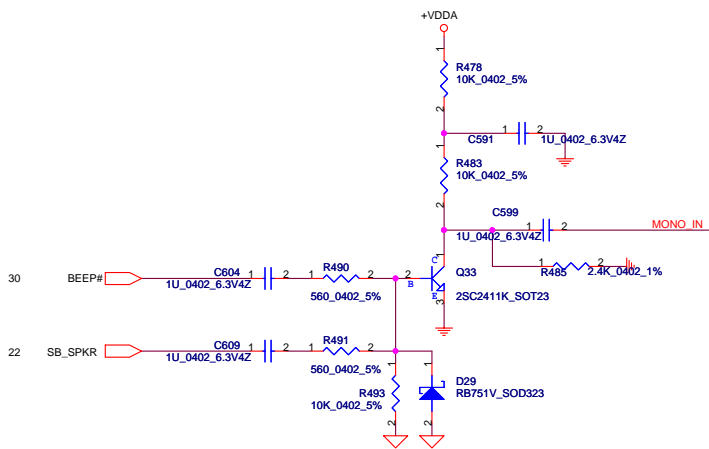 +VDDA
1
R478
10K_0402_5%
2
1
C591
2
1U_0402_6.3V4Z
1
R483
10K_0402_5%
2
C599
1
2
1U_0402_6.3V4Z
MONO_IN
1
C
Q33
2
B
E
3
2SC2411K_SOT23
1
R485
2
2.4K_0402_1%
30
BEEP#
C604
1U_0402_6.3V4Z
1
2
1
R490
2
560_0402_5%
22
SB_SPKR
C609
1U_0402_6.3V4Z
1
2
1
R491
2
560_0402_5%
1
R493
10K_0402_5%
2
1
D29
RB751V_SOD323
2